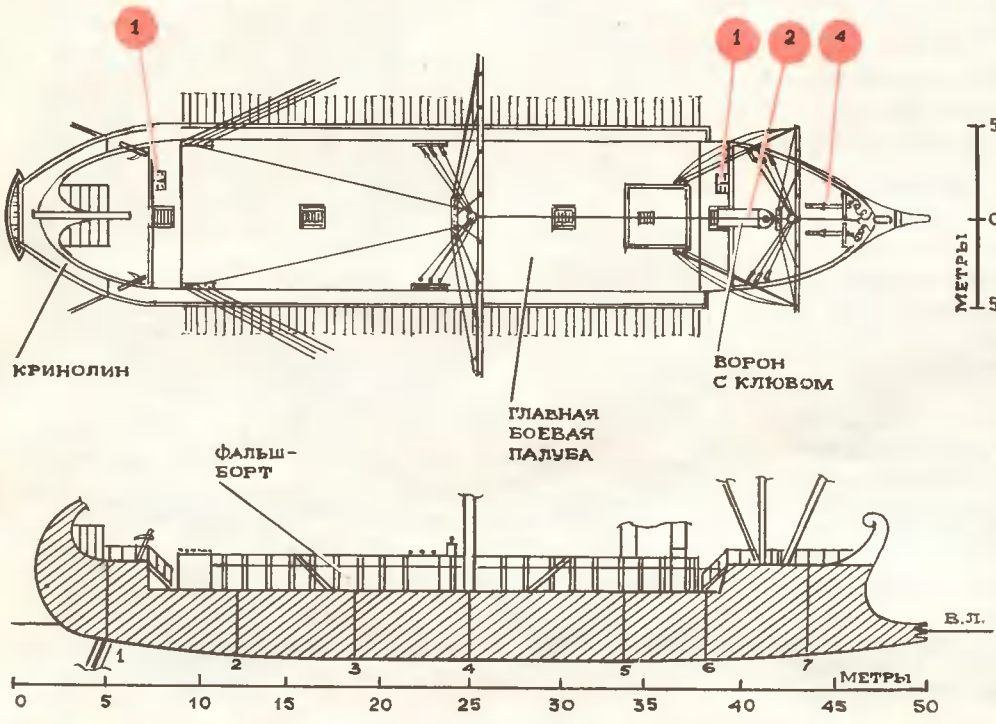 1
1
2
4
5
0
5
МЕТРЫ
КРИНОЛИН
ВОРОН
С КЛЮВОМ
ГЛАВНАЯ
БОЕВАЯ
ПАЛУБА
ФАЛЬШ-
БОРТ
В.Л.
1 2 3 4 5 6 7
МЕТРЫ
0 5 10 15 20 25 30 35 40 45 50